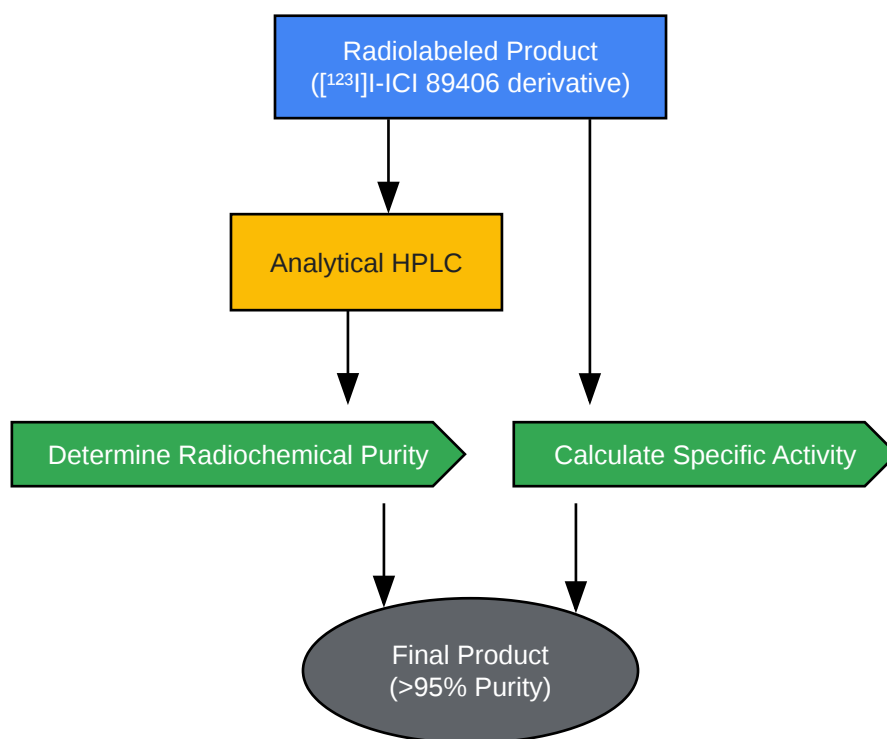 Radiolabeled Product
([¹²³I]I-ICI 89406 derivative)
Analytical HPLC
Determine Radiochemical Purity
Calculate Specific Activity
Final Product
(>95% Purity)